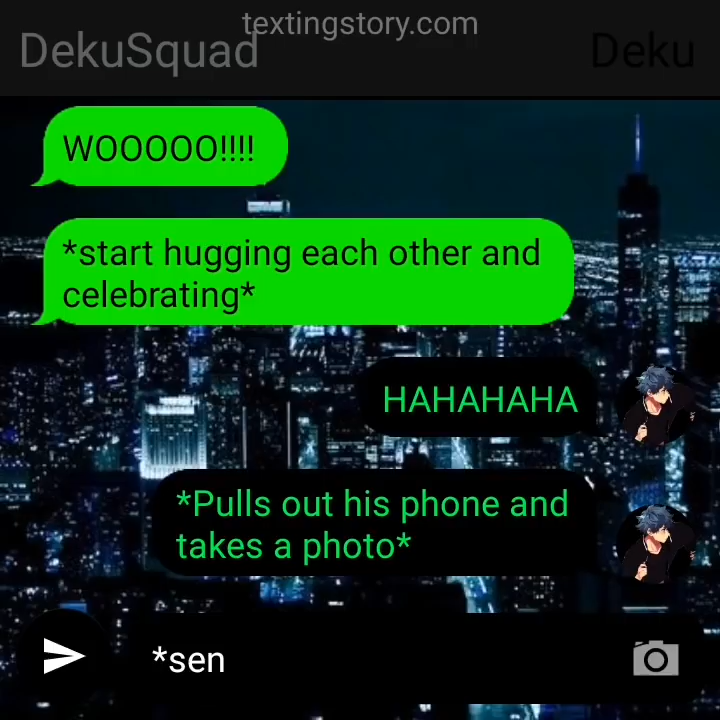 textingstory.com
DekuSquad
Deku
WOOOOO!!!!
*start hugging each other and
celebrating*
HAHAHAHA
*Pulls out his phone and
takes a photo*
*sen